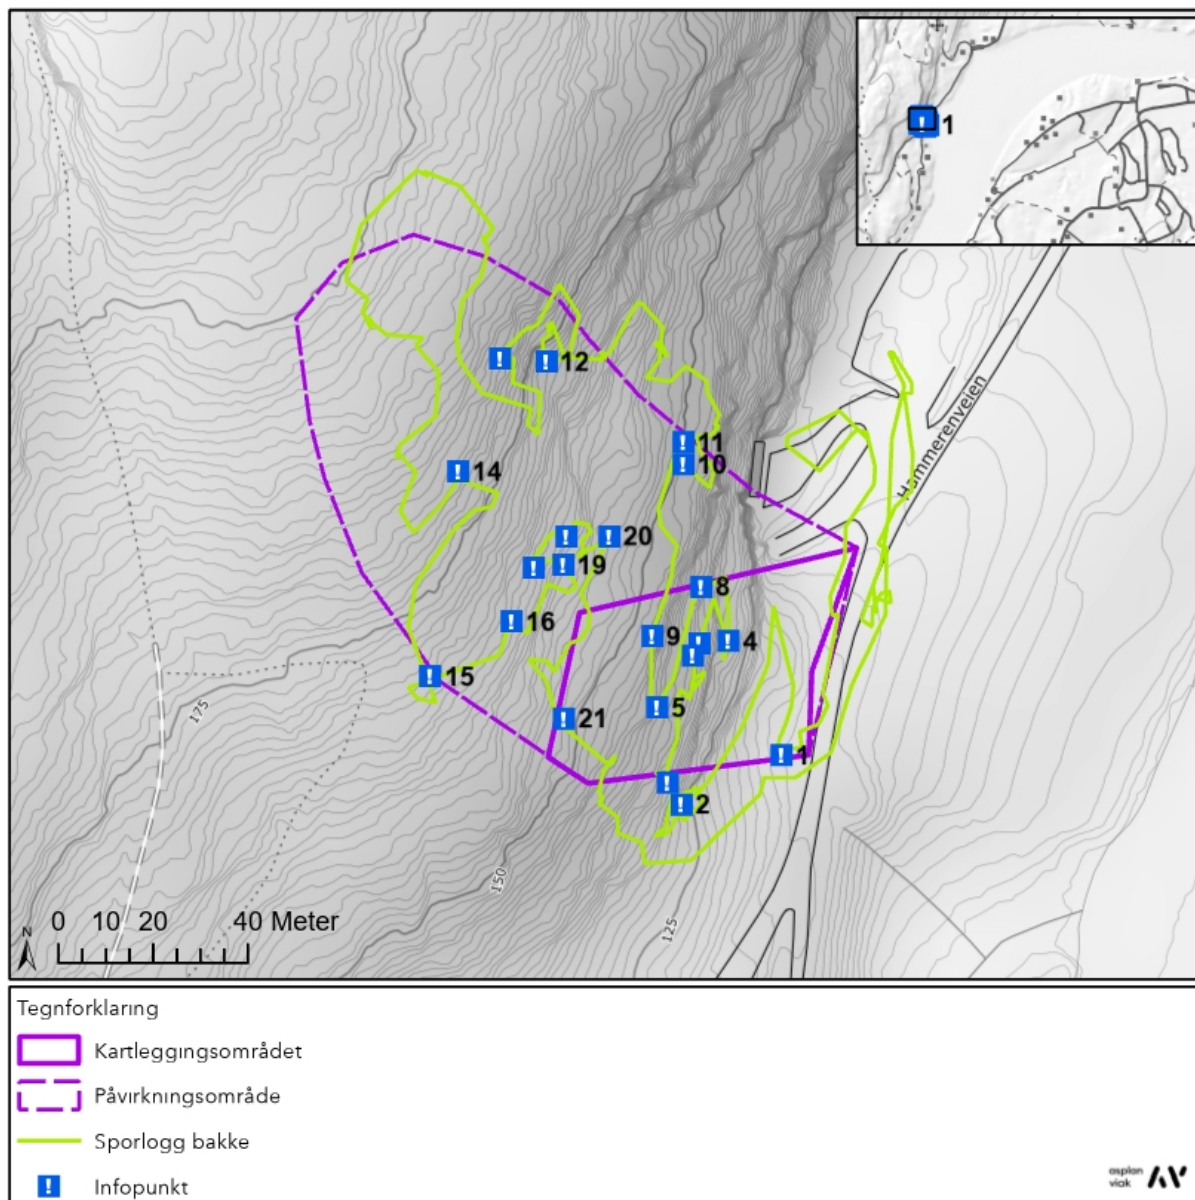 1
12
11
10
14
Hammerenveien
20
19
8
16
9
4
15
5
175
21
1
2
150
125
N
0 10 20 40 Meter
Tegnforklaring
Kartleggingsområdet
Påvirkningsområde
Sporlogg bakke
Infopunkt
asplan
viak